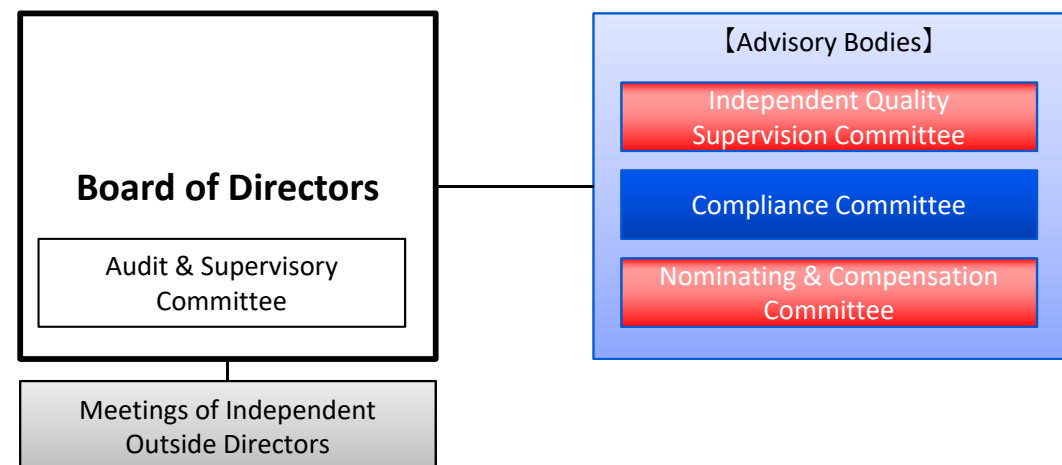 Board of Directors
Audit & Supervisory
Committee
Meetings of Independent
Outside Directors
【Advisory Bodies】
Independent Quality
Supervision Committee
Compliance Committee
Nominating & Compensation
Committee